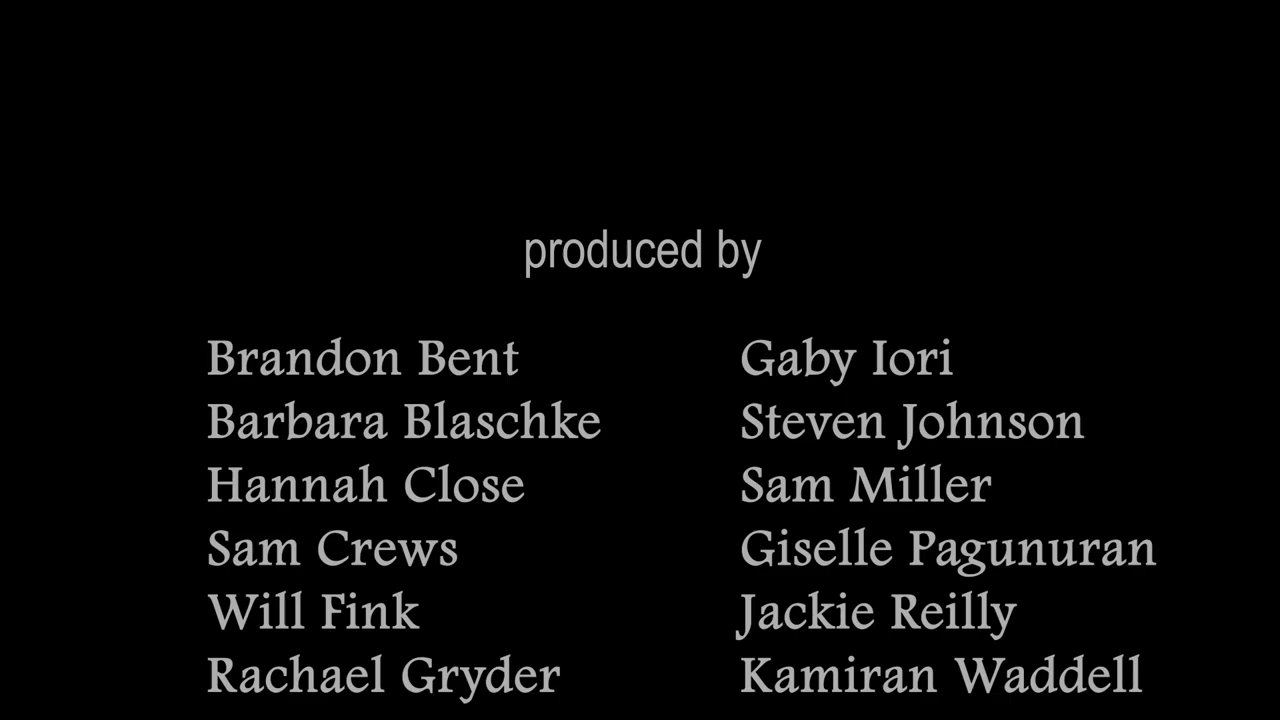 produced by
Brandon Bent
Barbara Blaschke
Hannah Close
Sam Crews
Will Fink
Rachael Gryder
Gaby Iori
Steven Johnson
Sam Miller
Giselle Pagunuran
Jackie Reilly
Kamiran Waddell